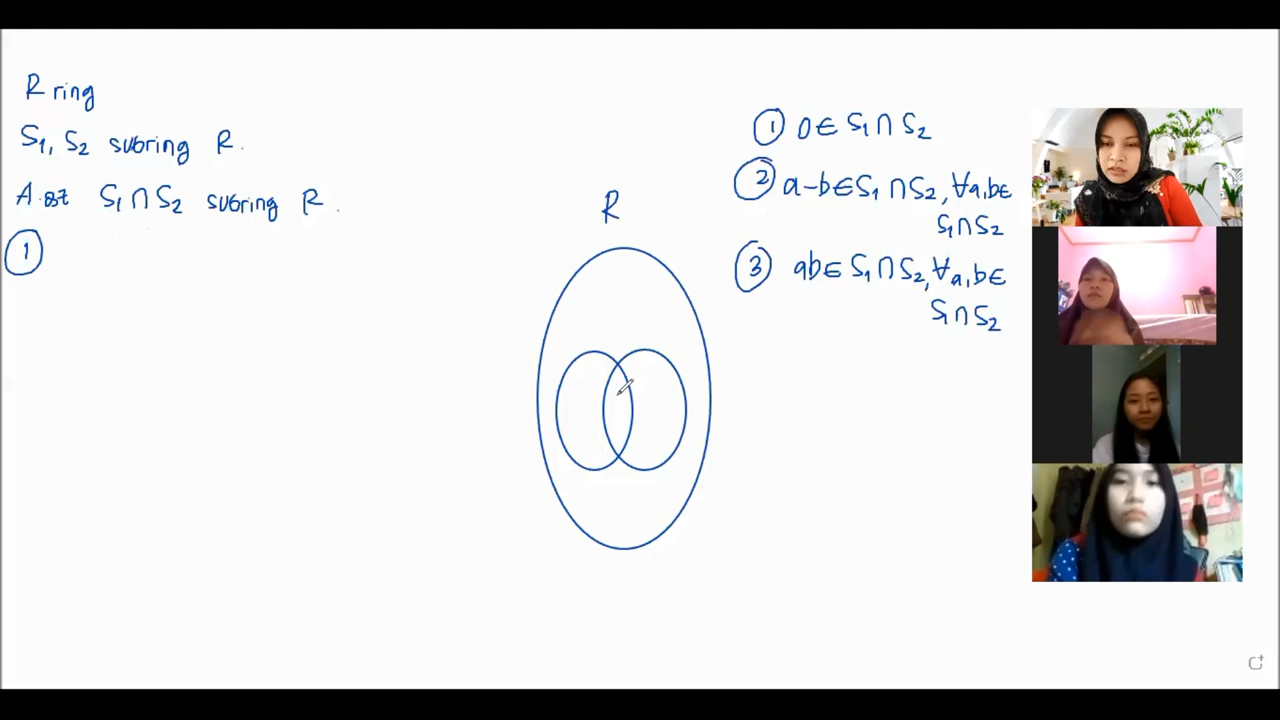 R ring
S₁, S₂ subring R.
A. ⊂ S₁ ∩ S₂ subring R.
①
R
① 0 ∈ S₁ ∩ S₂
② a-b ∈ S₁ ∩ S₂, ∀a,b ∈
S₁ ∩ S₂
③ ab ∈ S₁ ∩ S₂, ∀a,b ∈
S₁ ∩ S₂